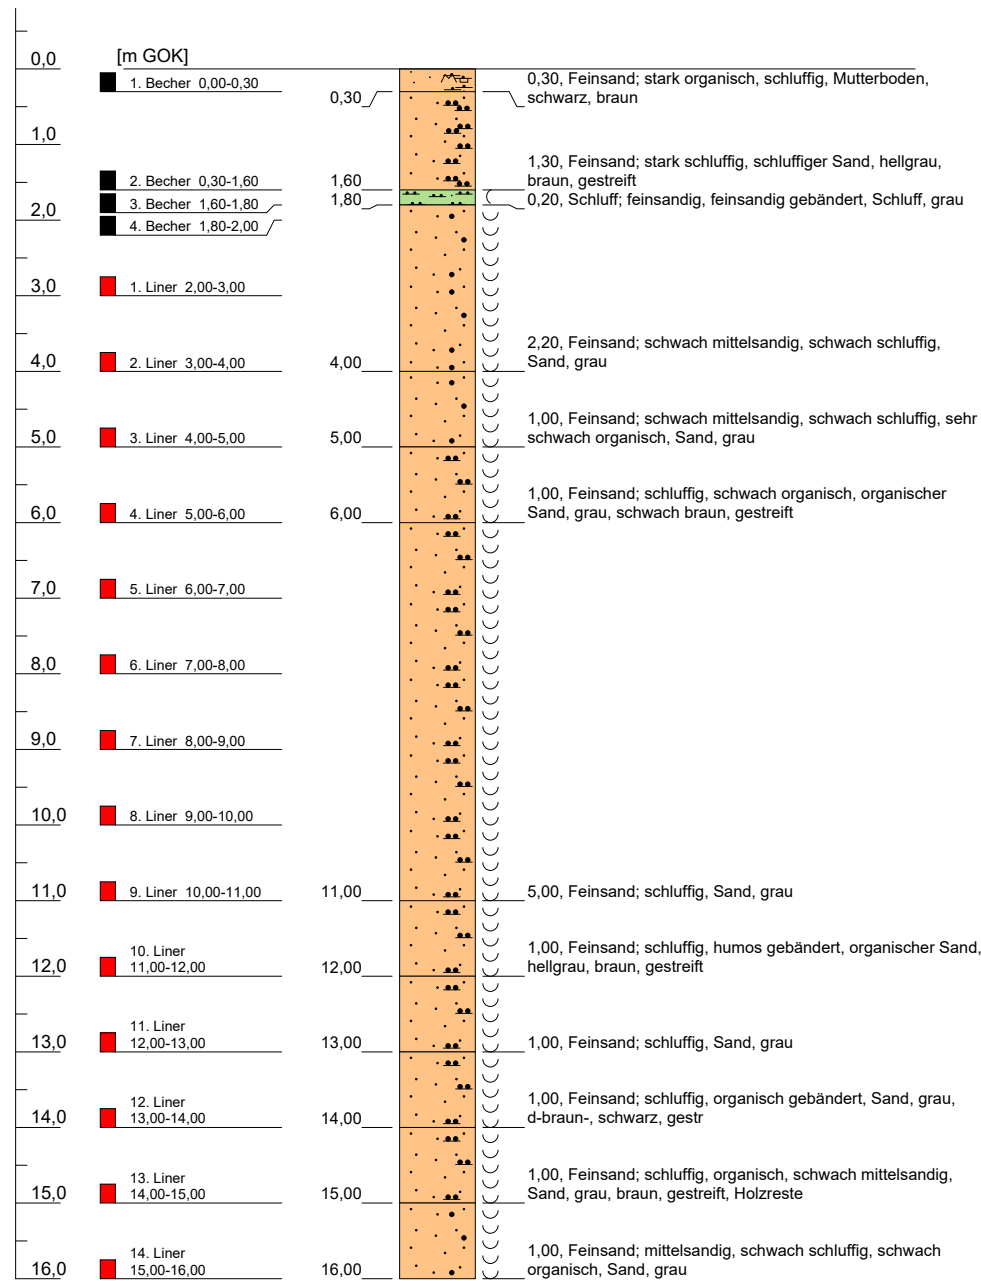 [m GOK]
0,0
1. Becher 0,00-0,30
0,30
0,30, Feinsand; stark organisch, schluffig, Mutterboden,
schwarz, braun
1,0
2. Becher 0,30-1,60
1,60
1,30, Feinsand; stark schluffig, schluffiger Sand, hellgrau,
braun, gestreift
3. Becher 1,60-1,80
1,80
0,20, Schluff; feinsandig, feinsandig gebändert, Schluff, grau
2,0
4. Becher 1,80-2,00
3,0
1. Liner 2,00-3,00
4,0
2. Liner 3,00-4,00
4,00
2,20, Feinsand; schwach mittelsandig, schwach schluffig,
Sand, grau
5,0
3. Liner 4,00-5,00
5,00
1,00, Feinsand; schwach mittelsandig, schwach schluffig, sehr
schwach organisch, Sand, grau
6,0
4. Liner 5,00-6,00
6,00
1,00, Feinsand; schluffig, schwach organisch, organischer
Sand, grau, schwach braun, gestreift
7,0
5. Liner 6,00-7,00
8,0
6. Liner 7,00-8,00
9,0
7. Liner 8,00-9,00
10,0
8. Liner 9,00-10,00
11,0
9. Liner 10,00-11,00
11,00
5,00, Feinsand; schluffig, Sand, grau
12,0
10. Liner
11,00-12,00
12,00
1,00, Feinsand; schluffig, humos gebändert, organischer Sand,
hellgrau, braun, gestreift
13,0
11. Liner
12,00-13,00
13,00
1,00, Feinsand; schluffig, Sand, grau
14,0
12. Liner
13,00-14,00
14,00
1,00, Feinsand; schluffig, organisch gebändert, Sand, grau,
d-braun-, schwarz, gestr
15,0
13. Liner
14,00-15,00
15,00
1,00, Feinsand; schluffig, organisch, schwach mittelsandig,
Sand, grau, braun, gestreift, Holzreste
16,0
14. Liner
15,00-16,00
16,00
1,00, Feinsand; mittelsandig, schwach schluffig, schwach
organisch, Sand, grau